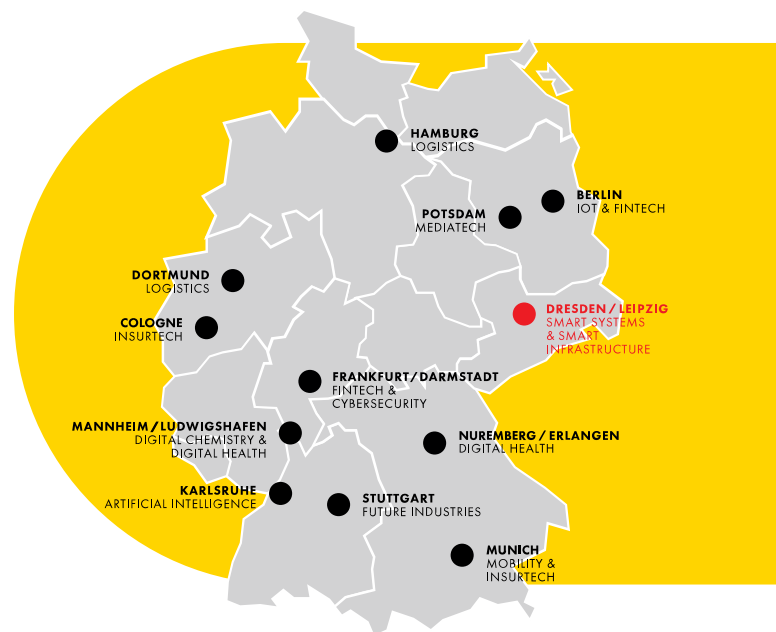 HAMBURG
LOGISTICS
BERLIN
IOT & FINTECH
POTSDAM
MEDIATECH
DORTMUND
LOGISTICS
COLOGNE
INSURTECH
DRESDEN / LEIPZIG
SMART SYSTEMS
& SMART
INFRASTRUCTURE
FRANKFURT/DARMSTADT
FINTECH &
CYBERSECURITY
MANNHEIM/LUDWIGSHAFEN
DIGITAL CHEMISTRY &
DIGITAL HEALTH
NUREMBERG / ERLANGEN
DIGITAL HEALTH
KARLSRUHE
ARTIFICIAL INTELLIGENCE
STUTTGART
FUTURE INDUSTRIES
MUNICH
MOBILITY &
INSURTECH